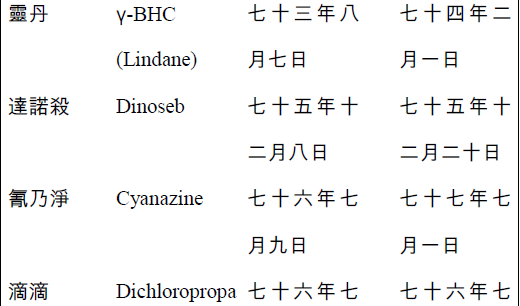 靈丹 γ-BHC 七十三年八 七十四年二
(Lindane) 月七日 月一日
達諾殺 Dinoseb 七十五年十 七十五年十
二月八日 二月二十日
氰乃淨 Cyanazine 七十六年七 七十七年七
月九日 月一日
滴滴 Dichloropropa 七十六年七 七十六年七